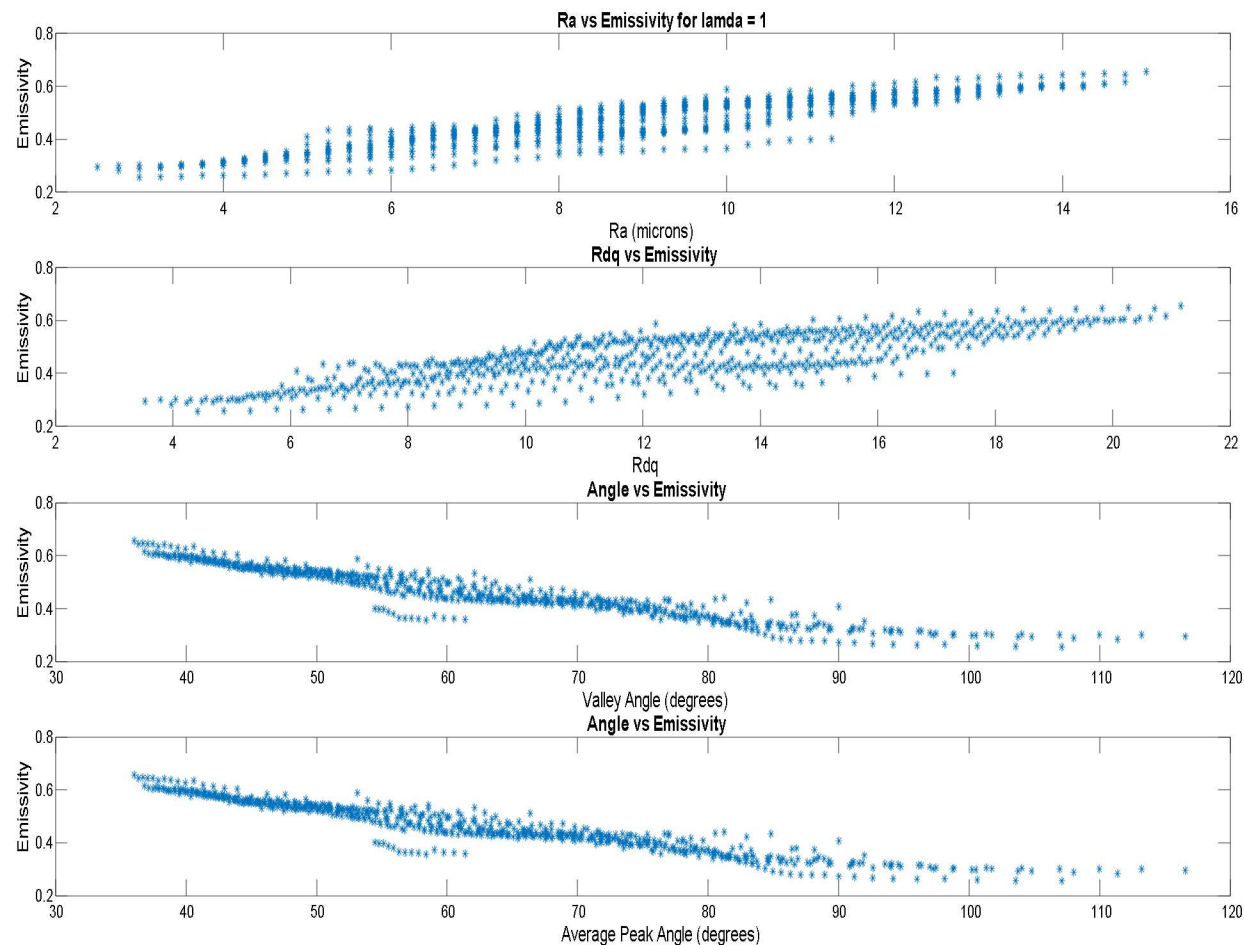 Ra vs Emissivity for lamda = 1
0.8
0.6
0.4
0.2
Emissivity
2 4 6 8 10 12 14 16
Ra (microns)
Rdq vs Emissivity
0.8
0.6
0.4
0.2
Emissivity
2 4 6 8 10 12 14 16 18 20 22
Rdq
Angle vs Emissivity
0.8
0.6
0.4
0.2
Emissivity
30 40 50 60 70 80 90 100 110 120
Valley Angle (degrees)
Angle vs Emissivity
0.8
0.6
0.4
0.2
Emissivity
30 40 50 60 70 80 90 100 110 120
Average Peak Angle (degrees)